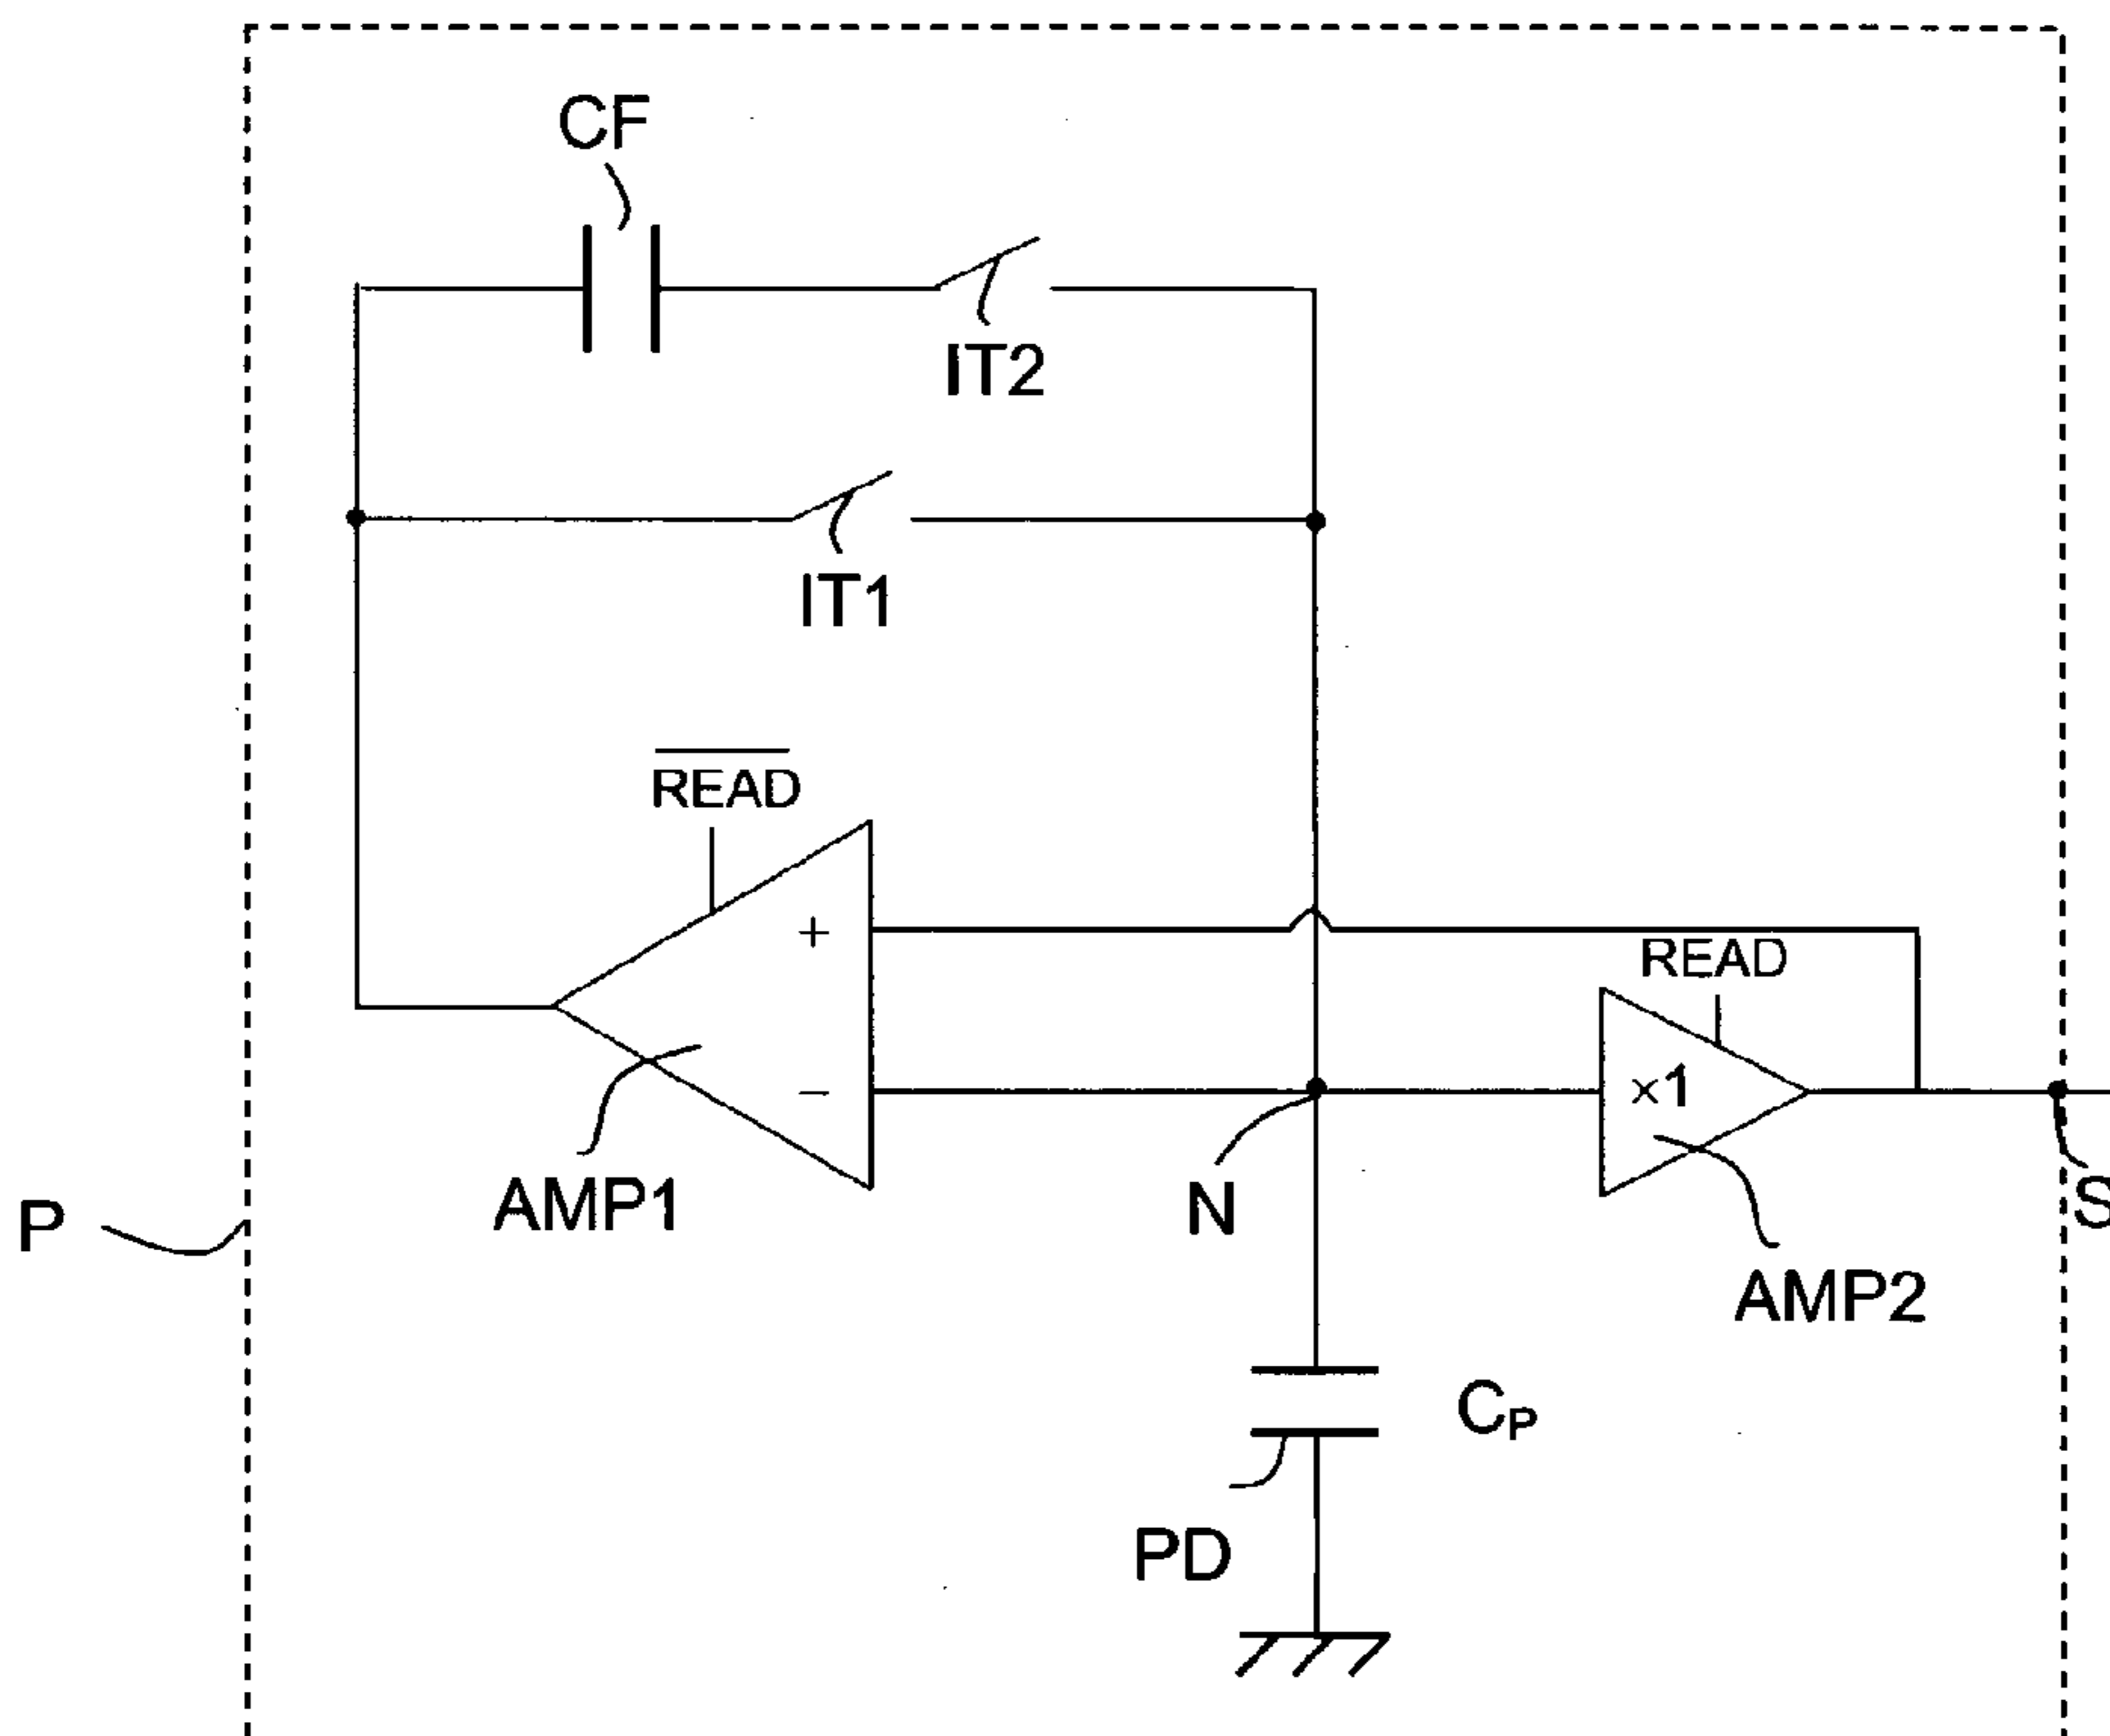 CF
IT2
IT1
READ
+
READ
−
×1
AMP1
N
S
P
AMP2
CP
PD